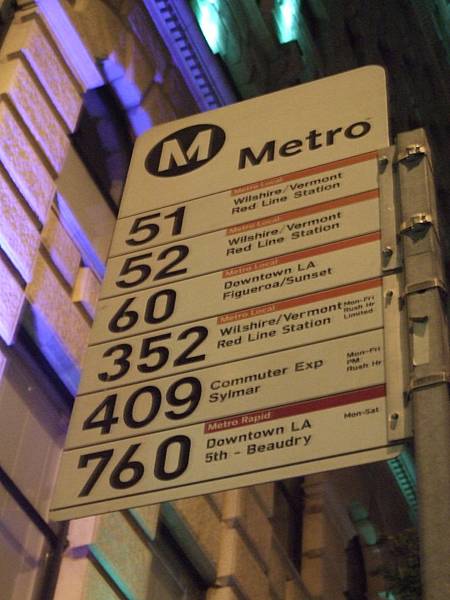 M Metro
51
Metro Local
Wilshire/Vermont
Red Line Station
52
Metro Local
Wilshire/Vermont
Red Line Station
60
Metro Local
Downtown LA
Figueroa/Sunset
352
Metro Local
Wilshire/Vermont
Red Line Station
Mon-Fri
Rush Hr
Limited
409
Commuter Exp
Sylmar
Mon-Fri
PM
Rush Hr
760
Metro Rapid
Downtown LA
5th - Beaudry
Mon-Sat